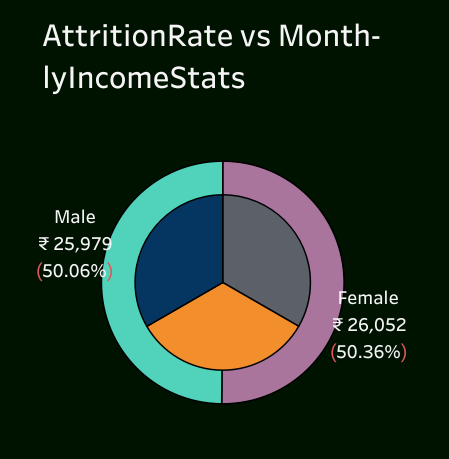 AttritionRate vs Month-
lyIncomeStats
Male
₹ 25,979
(50.06%)
Female
₹ 26,052
(50.36%)